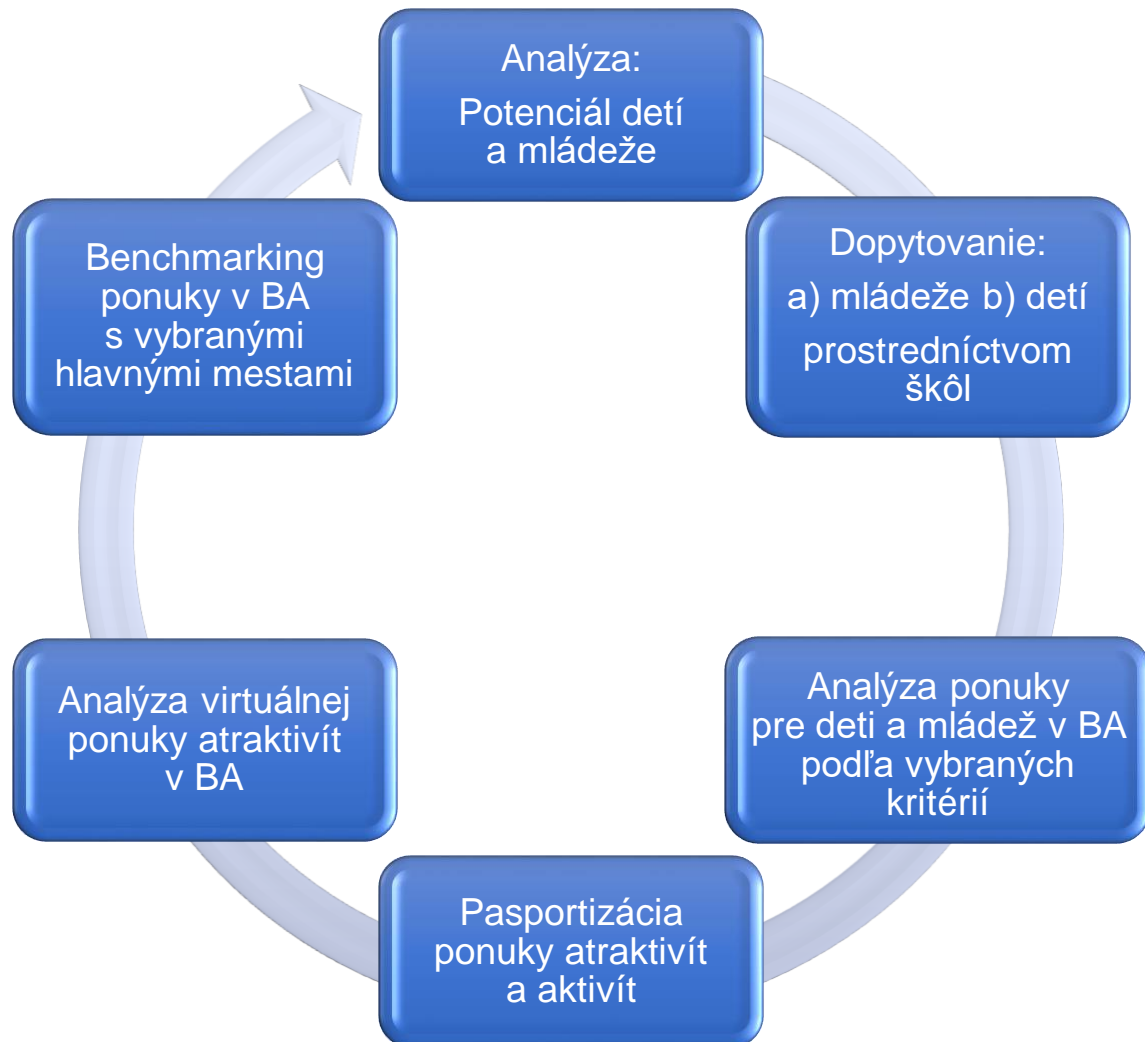 Analýza:
Potenciál detí
a mládeže
Dopytovanie:
a) mládeže b) detí
prostredníctvom
škôl
Analýza ponuky
pre deti a mládež v BA
podľa vybraných
kritérií
Pasportizácia
ponuky atraktivít
a aktivít
Analýza virtuálnej
ponuky atraktivít
v BA
Benchmarking
ponuky v BA
s vybranými
hlavnými mestami